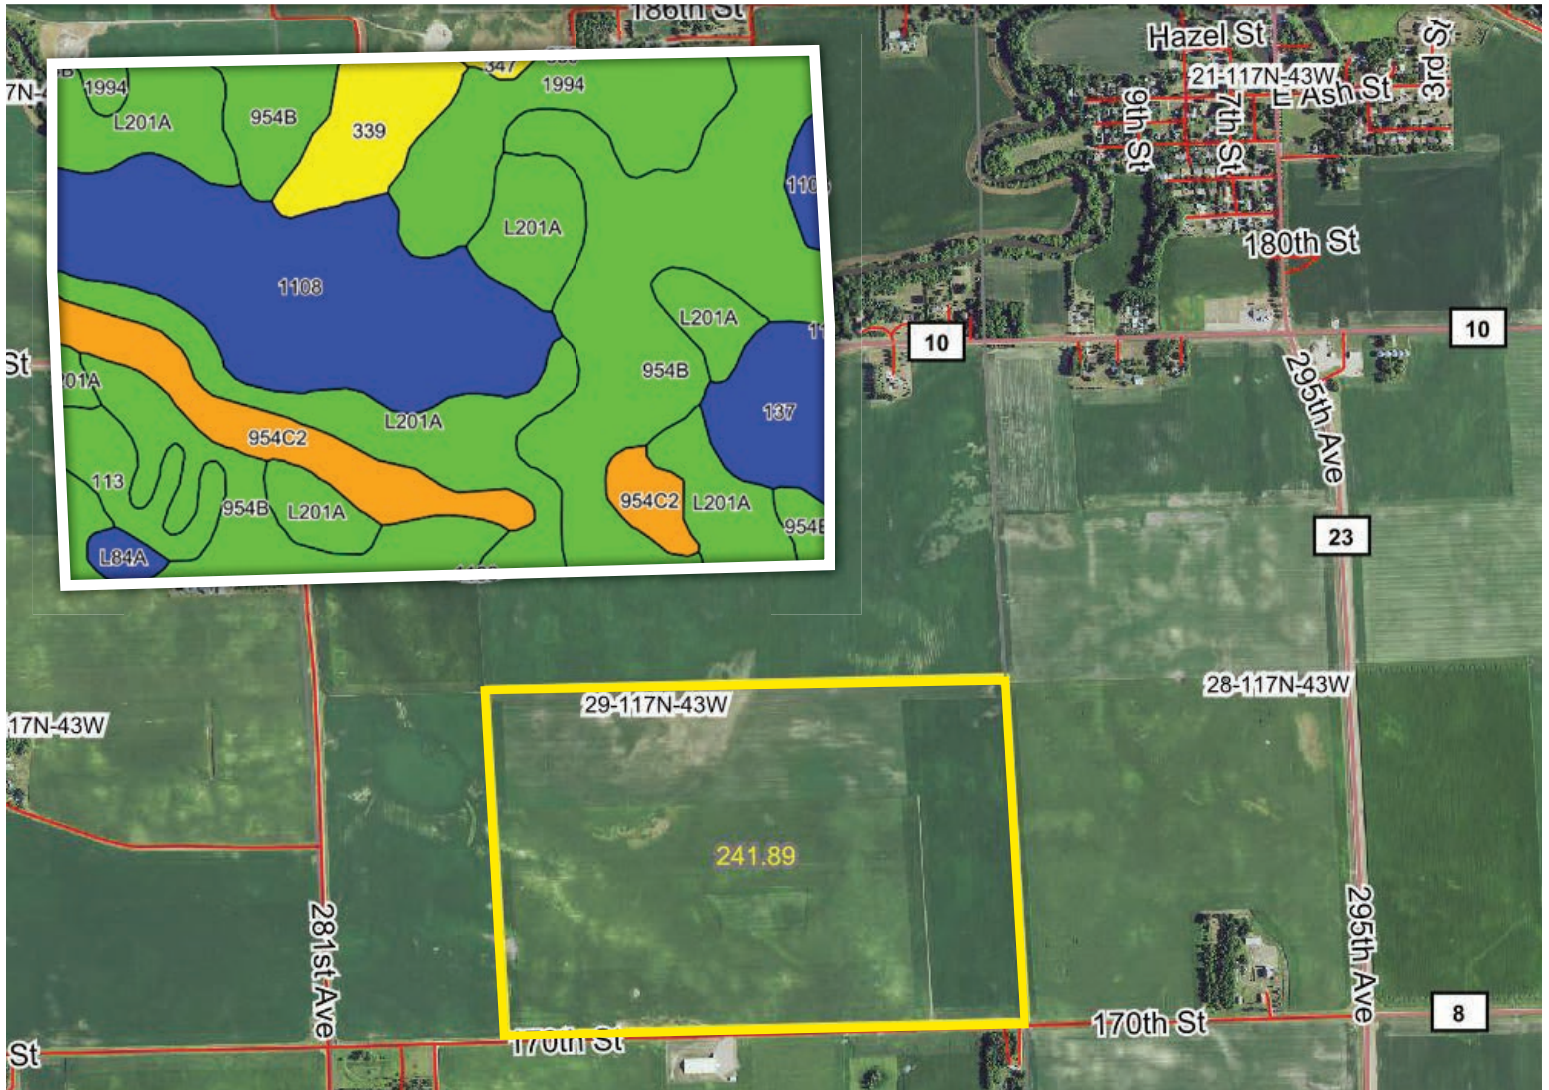 186th St
Hazel St
3rd St
21-117N-43W
E Ash St
9th St
7th St
180th St
10
10
295th Ave
23
St
1994
L201A
954B
339
347
1994
L201A
1108
L201A
954B
137
954C2
L201A
113
954B
L201A
954C2
L201A
L84A
29-117N-43W
28-117N-43W
17N-43W
241.89
281st Ave
295th Ave
170th St
170th St
8
St